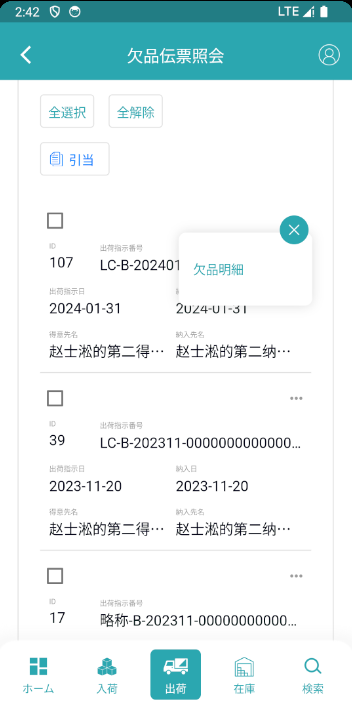 2:42 LTE
欠品伝票照会
全選択 全解除
引当
ID 出荷指示番号
107 LC-B-202401
欠品明細
出荷指示日
2024-01-31 2024-01-31
得意先名 納入先名
赵士淞的第二得… 赵士淞的第二纳…
ID 出荷指示番号
39 LC-B-202311-0000000000000...
出荷指示日 納入日
2023-11-20 2023-11-20
得意先名 納入先名
赵士淞的第二得… 赵士淞的第二纳…
ID 出荷指示番号
17 略称-B-202311-00000000000...
ホーム 入荷 出荷 在庫 検索